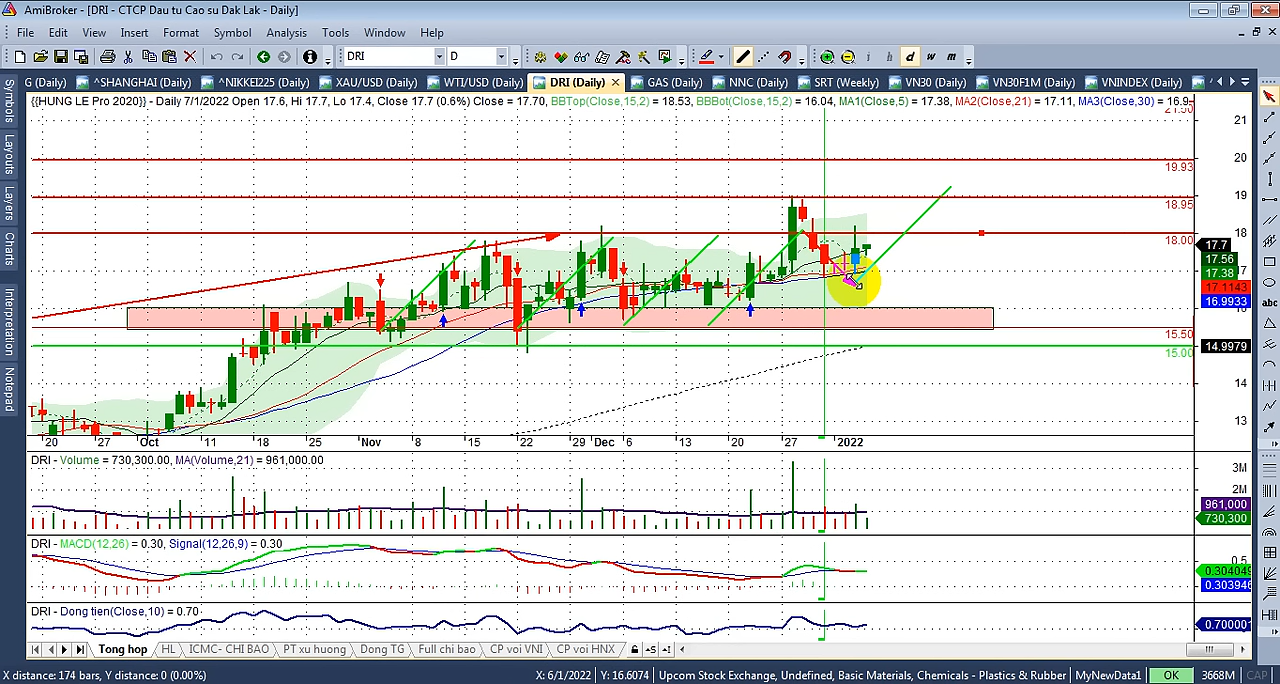 AmiBroker - [DRI - CTCP Dau tu Cao su Dak Lak - Daily]
File Edit View Insert Format Symbol Analysis Tools Window Help
DRI D i h d w m
G (Daily) ^SHANGHAI (Daily) ^NIKKEI225 (Daily) XAU/USD (Daily) WTI/USD (Daily) DRI (Daily) GAS (Daily) NNC (Daily) SRT (Weekly) VN30 (Daily) VN30F1M (Daily) VNINDEX (Daily)
Symbols
Layouts
Layers
Charts
Interpretation
Notepad
{{HUNG LE Pro 2020}} - Daily 7/1/2022 Open 17.6, Hi 17.7, Lo 17.4, Close 17.7 (0.6%) Close = 17.70, BBTop(Close,15,2) = 18.53, BBBot(Close,15,2) = 16.04, MA1(Close,5) = 17.38, MA2(Close,21) = 17.11, MA3(Close,30) = 16.9
21.50
21
20
19.93
19
18.95
18
18.00
17.7
17.56
17.38
17
17.1143
16.9933
16
15.50
14.9979
15.00
14
13
20 27 Oct 11 18 25 Nov 8 15 22 29 Dec 6 13 20 27 2022
DRI - Volume = 730,300.00, MA(Volume,21) = 961,000.00
3M
2M
961,000
730,300
DRI - MACD(12,26) = 0.30, Signal(12,26,9) = 0.30
0.5
0.304049
0.303946
DRI - Dong tien(Close,10) = 0.70
0.700001
abc
Tong hop HL ICMC- CHI BAO PT xu huong Dong TG Full chi bao CP voi VNI CP voi HNX
X distance: 174 bars, Y distance: 0 (0.00%) X: 6/1/2022 Y: 16.6074 Upcom Stock Exchange, Undefined, Basic Materials, Chemicals - Plastics & Rubber MyNewData1 OK 3668M CAP